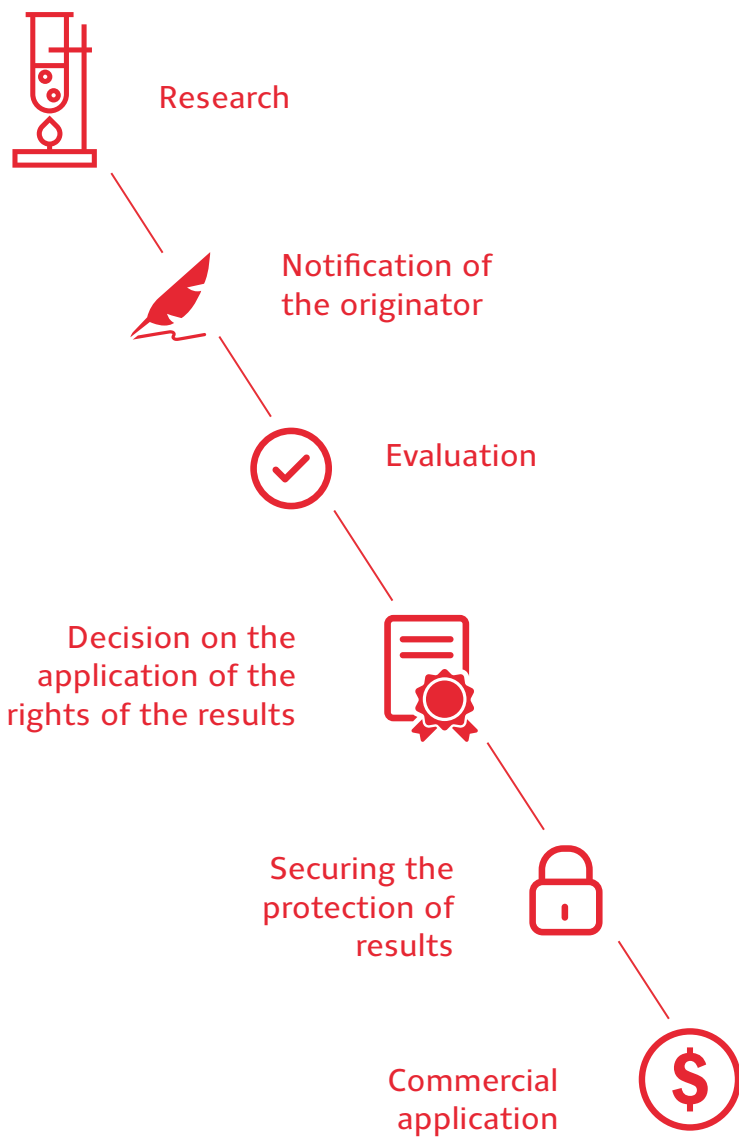 Research
Notification of
the originator
Evaluation
Decision on the
application of the
rights of the results
Securing the
protection of
results
Commercial
application
$